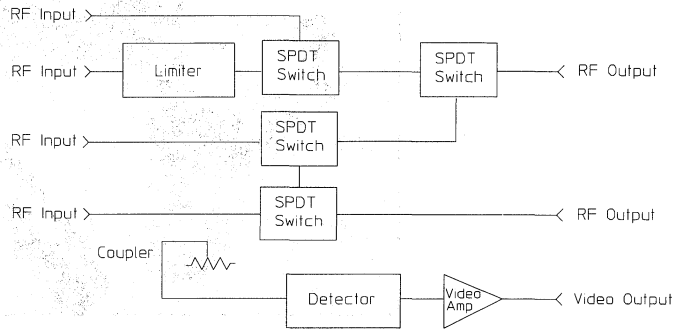 RF Input
RF Input
Limiter
SPDT
Switch
SPDT
Switch
RF Output
RF Input
SPDT
Switch
RF Input
SPDT
Switch
RF Output
Coupler
Detector
Video
Amp
Video Output